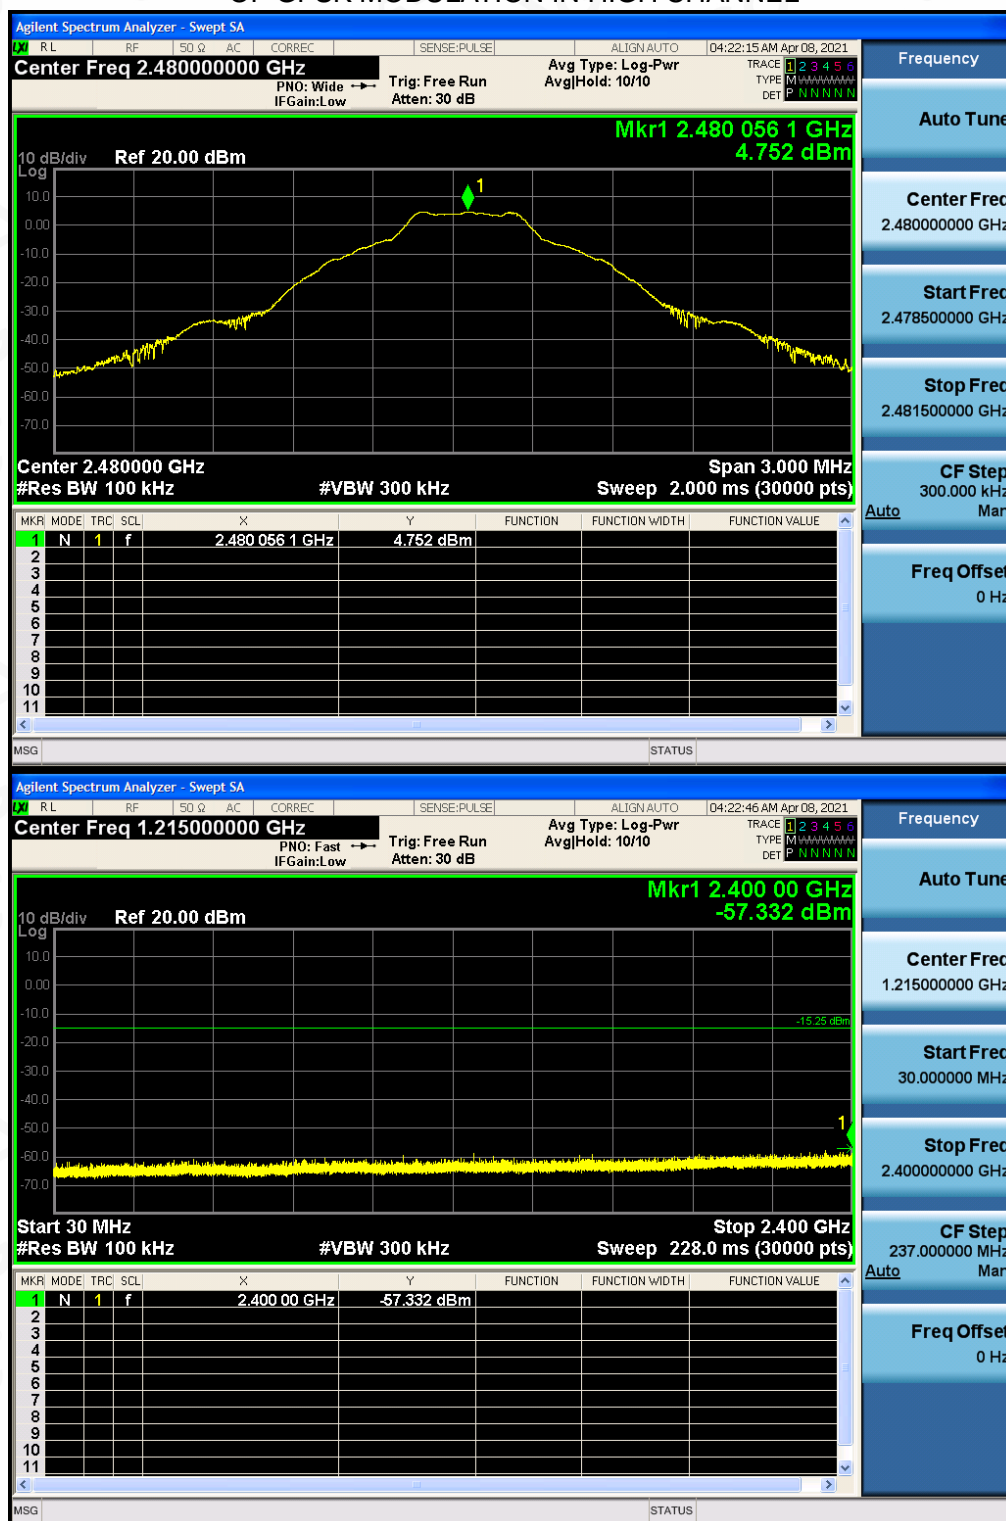 OF GFSK MODULATION IN HIGH CHANNEL
Agilent Spectrum Analyzer - Swept SA
LXI RL RF 50 Ω AC CORREC SENSE:PULSE ALIGN AUTO 04:22:15 AM Apr 08, 2021
Center Freq 2.480000000 GHz
PNO: Wide
IFGain:Low
Trig: Free Run
Atten: 30 dB
Avg Type: Log-Pwr
Avg|Hold: 10/10
TRACE 1 2 3 4 5 6
TYPE M
DET P N N N N N
Mkr1 2.480 056 1 GHz
4.752 dBm
10 dB/div Ref 20.00 dBm
Log
10.0
0.00
-10.0
-20.0
-30.0
-40.0
-50.0
-60.0
-70.0
1
Center 2.480000 GHz Span 3.000 MHz
#Res BW 100 kHz #VBW 300 kHz Sweep 2.000 ms (30000 pts)
MKR MODE TRC SCL X Y FUNCTION FUNCTION WIDTH FUNCTION VALUE
1 N 1 f 2.480 056 1 GHz 4.752 dBm
2
3
4
5
6
7
8
9
10
11
MSG STATUS
Frequency
Auto Tune
Center Freq
2.480000000 GHz
Start Freq
2.478500000 GHz
Stop Freq
2.481500000 GHz
CF Step
300.000 kHz
Auto Man
Freq Offset
0 Hz
Agilent Spectrum Analyzer - Swept SA
LXI RL RF 50 Ω AC CORREC SENSE:PULSE ALIGN AUTO 04:22:46 AM Apr 08, 2021
Center Freq 1.215000000 GHz
PNO: Fast
IFGain:Low
Trig: Free Run
Atten: 30 dB
Avg Type: Log-Pwr
Avg|Hold: 10/10
TRACE 1 2 3 4 5 6
TYPE M
DET P N N N N N
Mkr1 2.400 00 GHz
-57.332 dBm
10 dB/div Ref 20.00 dBm
Log
10.0
0.00
-10.0
-20.0
-30.0
-40.0
-50.0
-60.0
-70.0
-15.25 dBm
1
Start 30 MHz Stop 2.400 GHz
#Res BW 100 kHz #VBW 300 kHz Sweep 228.0 ms (30000 pts)
MKR MODE TRC SCL X Y FUNCTION FUNCTION WIDTH FUNCTION VALUE
1 N 1 f 2.400 00 GHz -57.332 dBm
2
3
4
5
6
7
8
9
10
11
MSG STATUS
Frequency
Auto Tune
Center Freq
1.215000000 GHz
Start Freq
30.000000 MHz
Stop Freq
2.400000000 GHz
CF Step
237.000000 MHz
Auto Man
Freq Offset
0 Hz